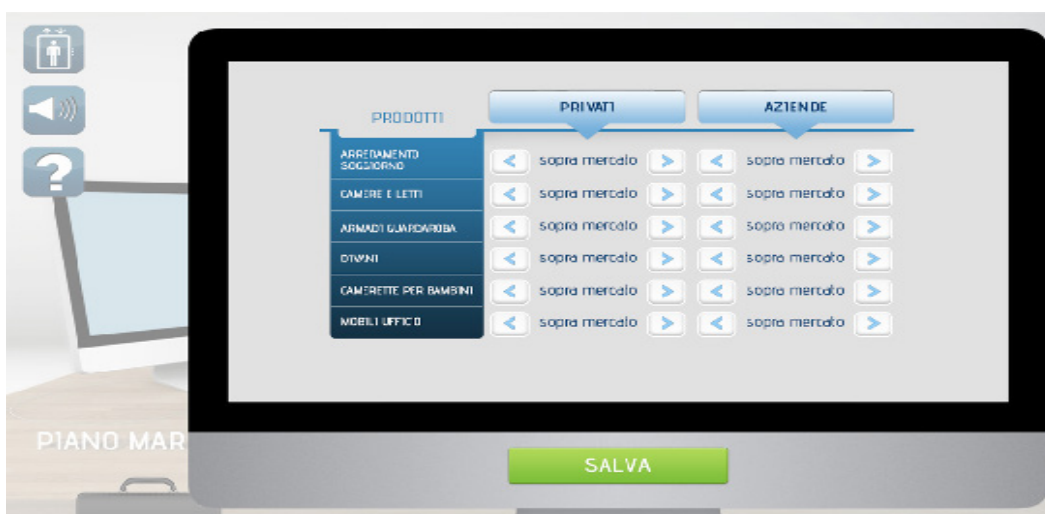 PRODOTTI
PRIVATI
AZIENDE
ARREDAMENTO
SOGGIORNO
sopra mercato
sopra mercato
CAMERE E LETTI
sopra mercato
sopra mercato
ARMADI GUARDAROBA
sopra mercato
sopra mercato
DIVANI
sopra mercato
sopra mercato
CAMERETTE PER BAMBINI
sopra mercato
sopra mercato
MOBILI UFFICIO
sopra mercato
sopra mercato
PIANO MAR
SALVA
?